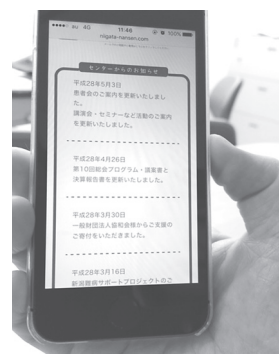 au 4G 11:48 100%
niigata-nanren.com
センターからのお知らせ
平成28年5月3日
患者会のご案内を更新いたしまし
た。
講演会・セミナーなど活動のご案内
を更新いたしました。
平成28年4月26日
第10回総会プログラム・議案書と
決算報告書を更新いたしました。
平成28年3月30日
一般財団法人協和会様からご支援の
ご寄付をいただきました。
平成28年3月16日
新潟難病サポートプロジェクトのご